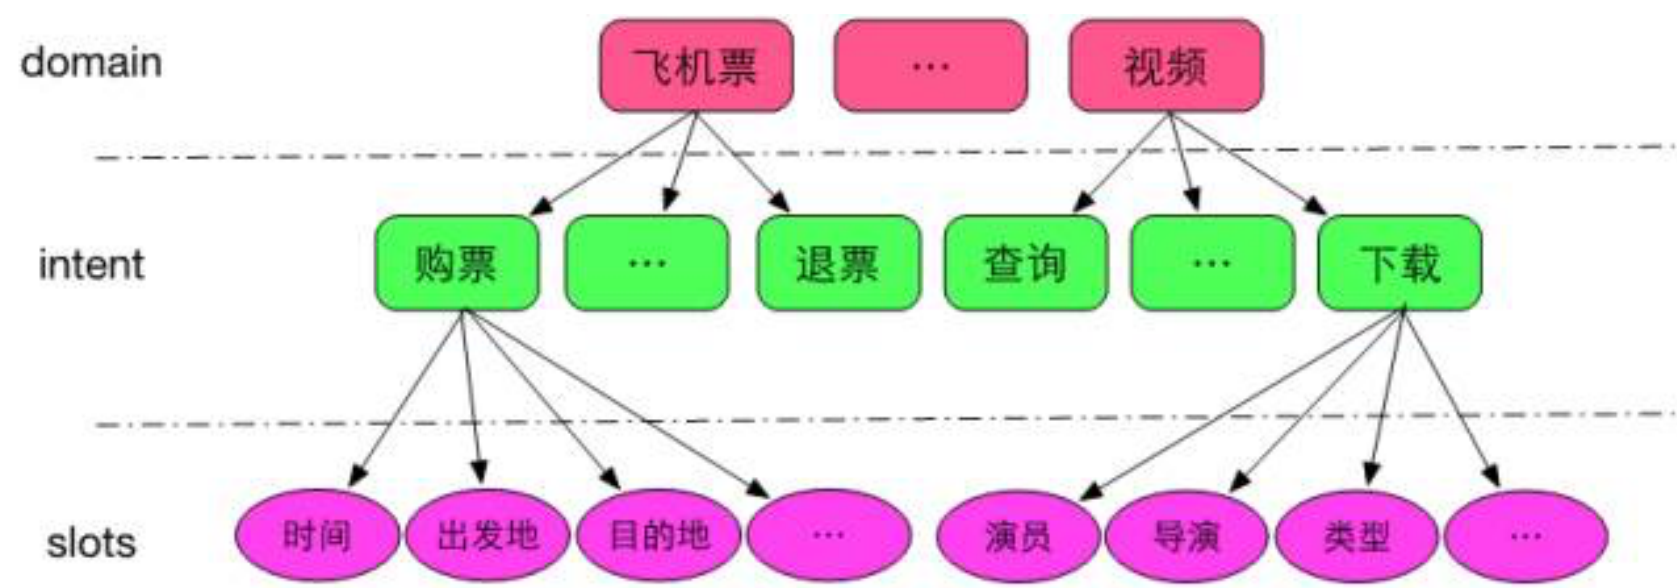 domain 飞机票 … 视频
intent 购票 … 退票 查询 … 下载
slots 时间 出发地 目的地 … 演员 导演 类型 …